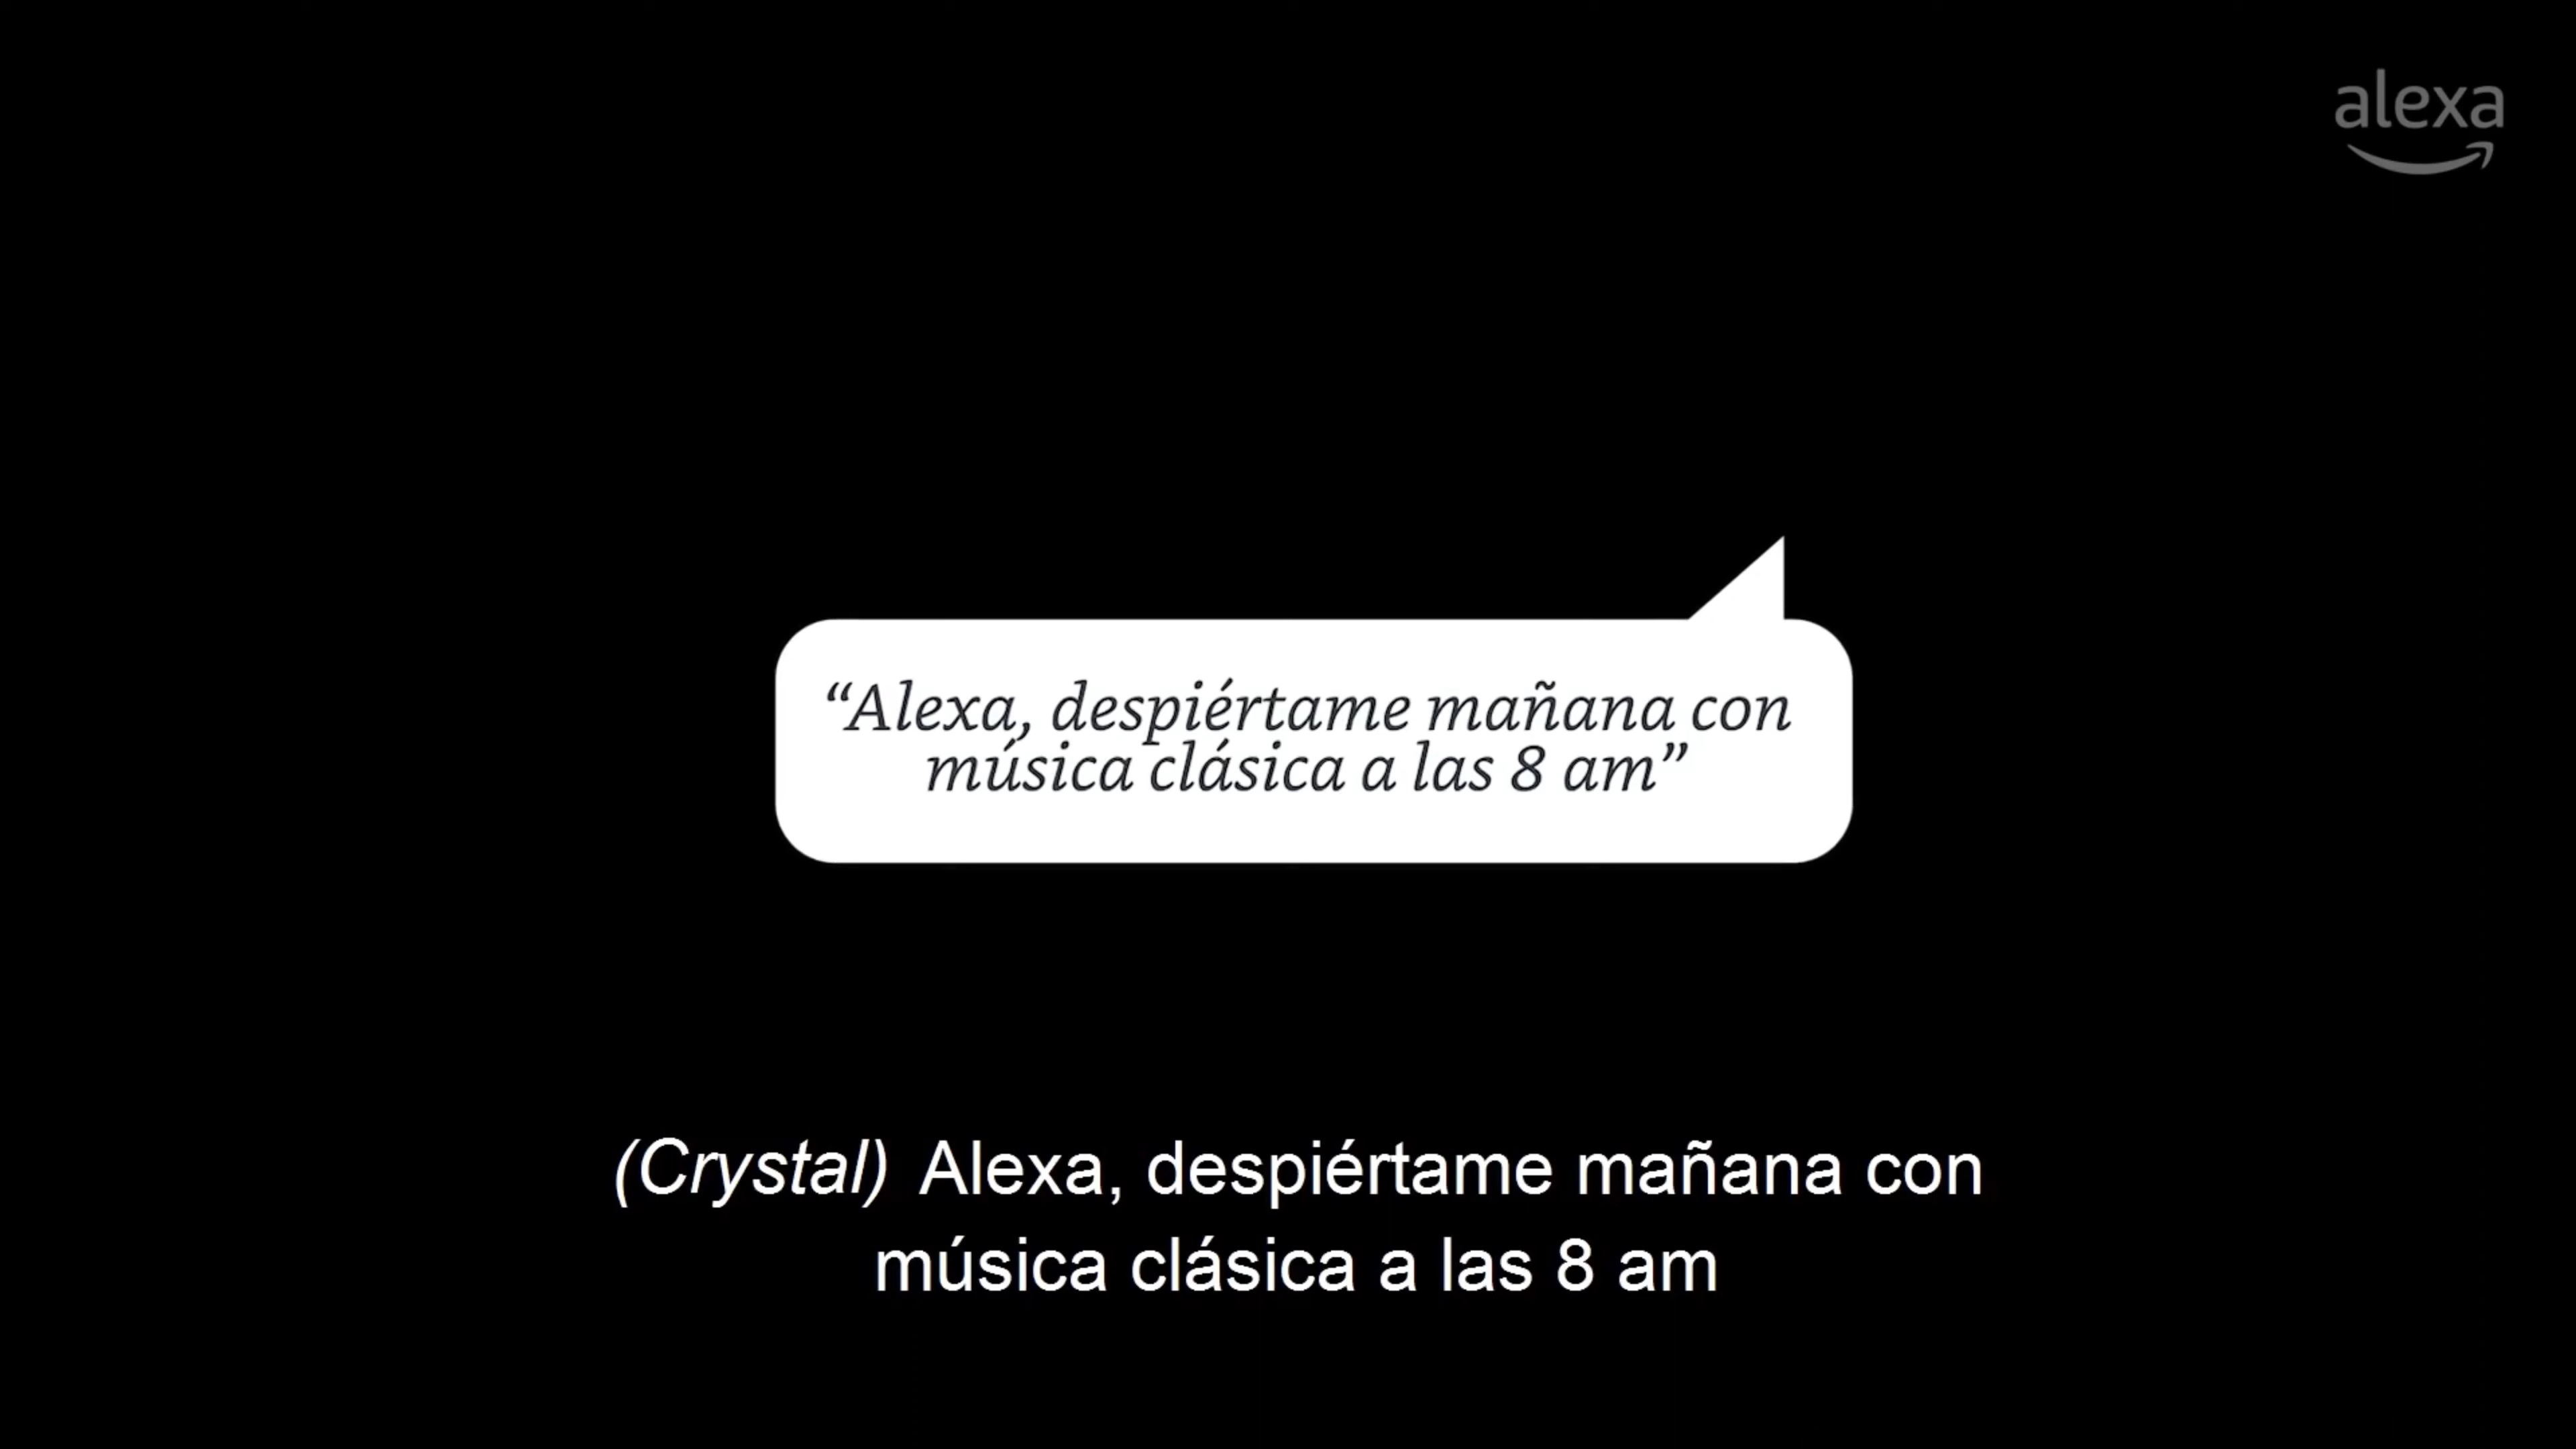 alexa
“Alexa, despiértame mañana con
música clásica a las 8 am”
(Crystal) Alexa, despiértame mañana con
música clásica a las 8 am